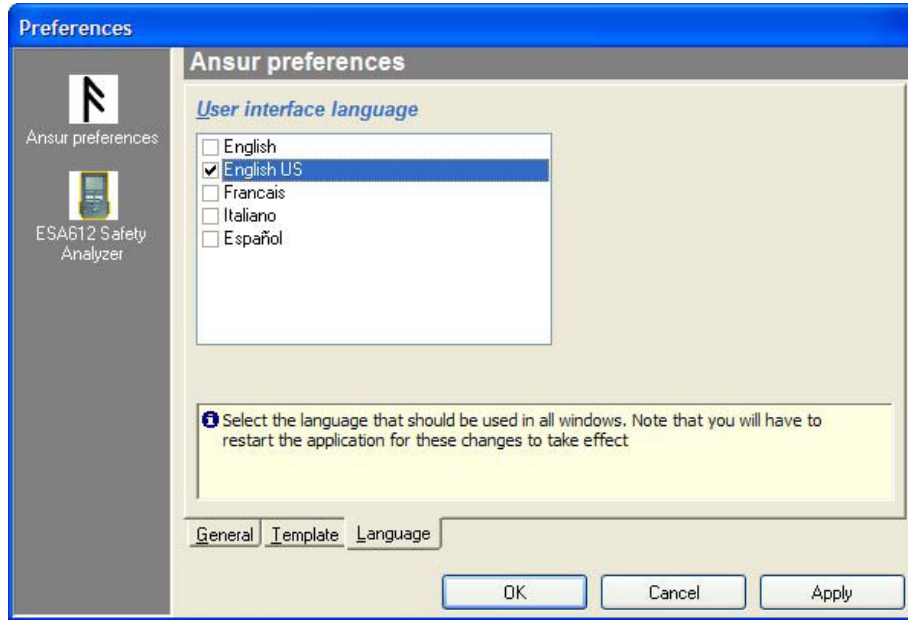 Preferences
Ansur preferences
ESA612 Safety
Analyzer
Ansur preferences
User interface language
English
English US
Francais
Italiano
Español
Select the language that should be used in all windows. Note that you will have to
restart the application for these changes to take effect
General
Template
Language
OK
Cancel
Apply